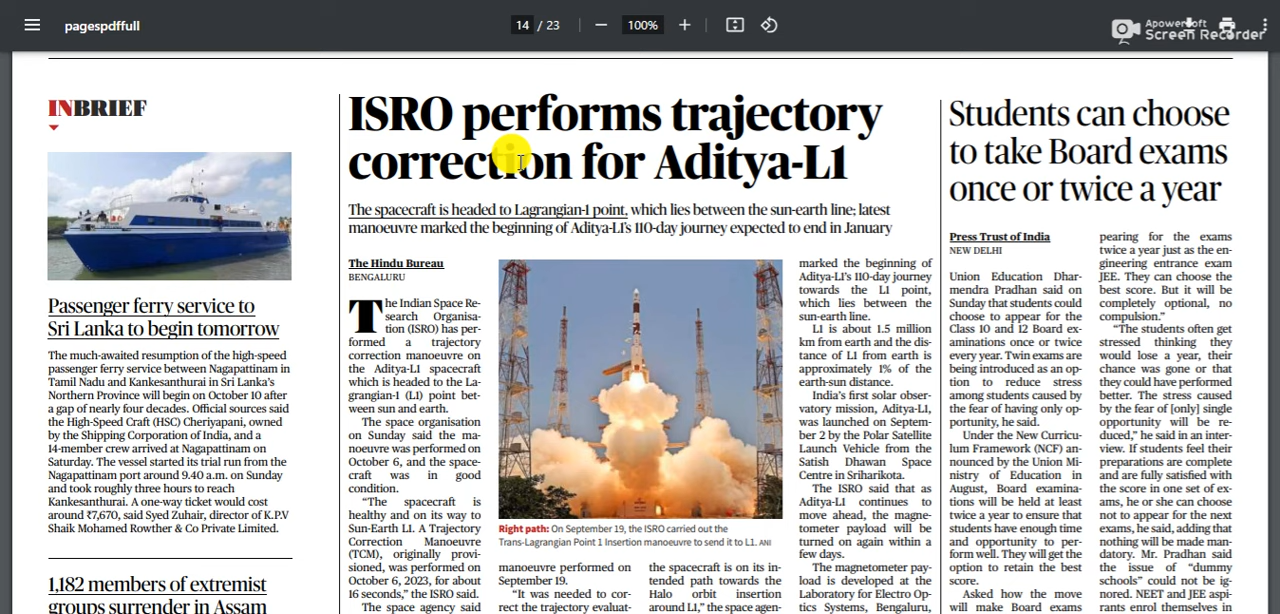 pagespdffull
14 / 23
100%
Apowersoft
Screen Recorder
INBRIEF
Passenger ferry service to
Sri Lanka to begin tomorrow
The much-awaited resumption of the high-speed
passenger ferry service between Nagapattinam in
Tamil Nadu and Kankesanthurai in Sri Lanka's
Northern Province will begin on October 10 after
a gap of nearly four decades. Official sources said
the High-Speed Craft (HSC) Cheriyapani, owned
by the Shipping Corporation of India, and a
14-member crew arrived at Nagapattinam on
Saturday. The vessel started its trial run from the
Nagapattinam port around 9.40 a.m. on Sunday
and took roughly three hours to reach
Kankesanthurai. A one-way ticket would cost
around ₹7,670, said Syed Zuhair, director of K.P.V
Shaik Mohamed Rowther & Co Private Limited.
1,182 members of extremist
groups surrender in Assam
ISRO performs trajectory
correction for Aditya-L1
The spacecraft is headed to Lagrangian-1 point, which lies between the sun-earth line; latest
manoeuvre marked the beginning of Aditya-L1's 110-day journey expected to end in January
The Hindu Bureau
BENGALURU
The Indian Space Re-
search Organisa-
tion (ISRO) has per-
formed a trajectory
correction manoeuvre on
the Aditya-L1 spacecraft
which is headed to the La-
grangian-1 (L1) point bet-
ween sun and earth.
The space organisation
on Sunday said the ma-
noeuvre was performed on
October 6, and the space-
craft was in good
condition.
"The spacecraft is
healthy and on its way to
Sun-Earth L1. A Trajectory
Correction Manoeuvre
(TCM), originally provi-
sioned, was performed on
October 6, 2023, for about
16 seconds," the ISRO said.
The space agency said
Right path: On September 19, the ISRO carried out the
Trans-Lagrangian Point 1 Insertion manoeuvre to send it to L1. ANI
manoeuvre performed on
September 19.
"It was needed to cor-
rect the trajectory evaluat-
the spacecraft is on its in-
tended path towards the
Halo orbit insertion
around L1," the space agen-
marked the beginning of
Aditya-L1's 110-day journey
towards the L1 point,
which lies between the
sun-earth line.
L1 is about 1.5 million
km from earth and the dis-
tance of L1 from earth is
approximately 1% of the
earth-sun distance.
India's first solar obser-
vatory mission, Aditya-L1,
was launched on Septem-
ber 2 by the Polar Satellite
Launch Vehicle from the
Satish Dhawan Space
Centre in Sriharikota.
The ISRO said that as
Aditya-L1 continues to
move ahead, the magne-
tometer payload will be
turned on again within a
few days.
The magnetometer pay-
load is developed at the
Laboratory for Electro Op-
tics Systems, Bengaluru,
Students can choose
to take Board exams
once or twice a year
Press Trust of India
NEW DELHI
Union Education Dhar-
mendra Pradhan said on
Sunday that students could
choose to appear for the
Class 10 and 12 Board ex-
aminations once or twice
every year. Twin exams are
being introduced as an op-
tion to reduce stress
among students caused by
the fear of having only op-
portunity, he said.
Under the New Curricu-
lum Framework (NCF) an-
nounced by the Union Mi-
nistry of Education in
August, Board examina-
tions will be held at least
twice a year to ensure that
students have enough time
and opportunity to per-
form well. They will get the
option to retain the best
score.
Asked how the move
will make Board exams
pearing for the exams
twice a year just as the en-
gineering entrance exam
JEE. They can choose the
best score. But it will be
completely optional, no
compulsion."
"The students often get
stressed thinking they
would lose a year, their
chance was gone or that
they could have performed
better. The stress caused
by the fear of [only] single
opportunity will be re-
duced," he said in an inter-
view. If students feel their
preparations are complete
and are fully satisfied with
the score in one set of ex-
ams, he or she can choose
not to appear for the next
exams, he said, adding that
nothing will be made man-
datory. Mr. Pradhan said
the issue of "dummy
schools" could not be ig-
nored. NEET and JEE aspi-
rants enrol themselves in